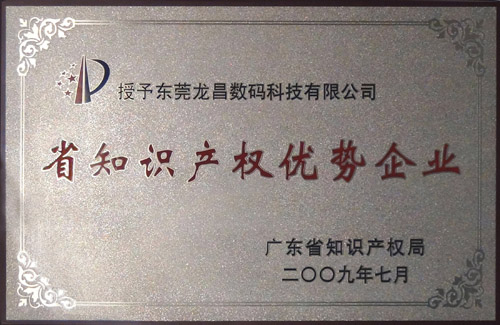 授予东莞龙昌数码科技有限公司
省知识产权优势企业
广东省知识产权局
二〇〇九年七月